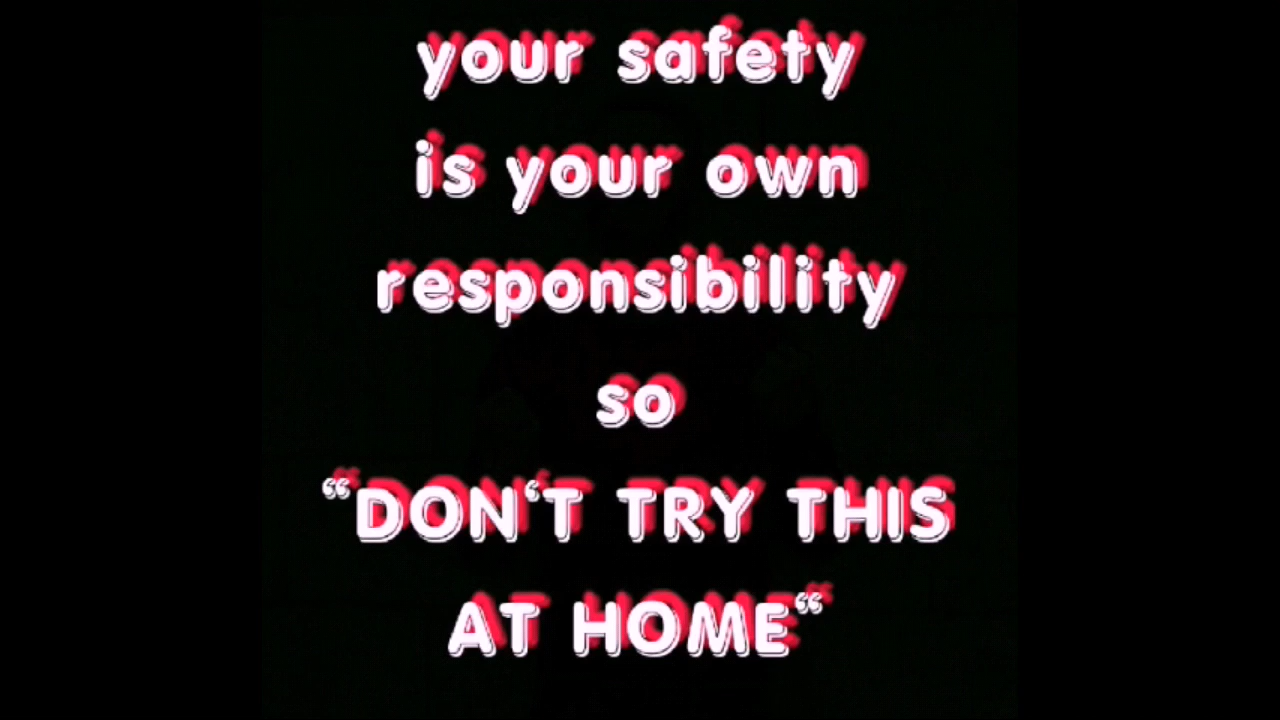 your safety
is your own
responsibility
so
“DON‘T TRY THIS
AT HOME“